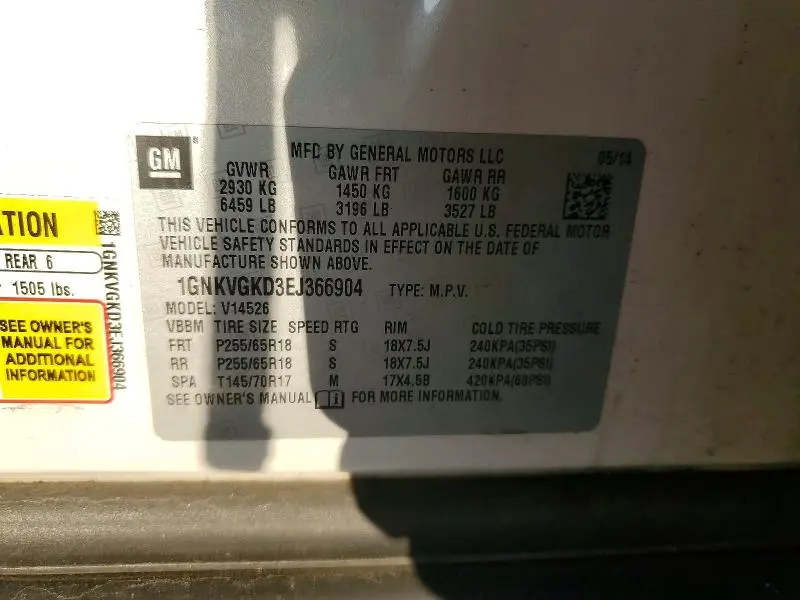 GM
MFD BY GENERAL MOTORS LLC 05/14
GVWR GAWR FRT GAWR RR
2930 KG 1450 KG 1600 KG
6459 LB 3196 LB 3527 LB
THIS VEHICLE CONFORMS TO ALL APPLICABLE U.S. FEDERAL MOTOR
VEHICLE SAFETY STANDARDS IN EFFECT ON THE DATE OF
MANUFACTURE SHOWN ABOVE.
1GNKVGKD3EJ366904 TYPE: M.P.V.
MODEL: V14526
VBBM TIRE SIZE SPEED RTG RIM COLD TIRE PRESSURE
FRT P255/65R18 S 18X7.5J 240KPA(35PSI)
RR P255/65R18 S 18X7.5J 240KPA(35PSI)
SPA T145/70R17 M 17X4.5B 420KPA(60PSI)
SEE OWNER'S MANUAL i FOR MORE INFORMATION.
ATION
REAR 6
1505 lbs.
SEE OWNER'S
MANUAL FOR
ADDITIONAL
INFORMATION
1GNKVGKD3EJ366904